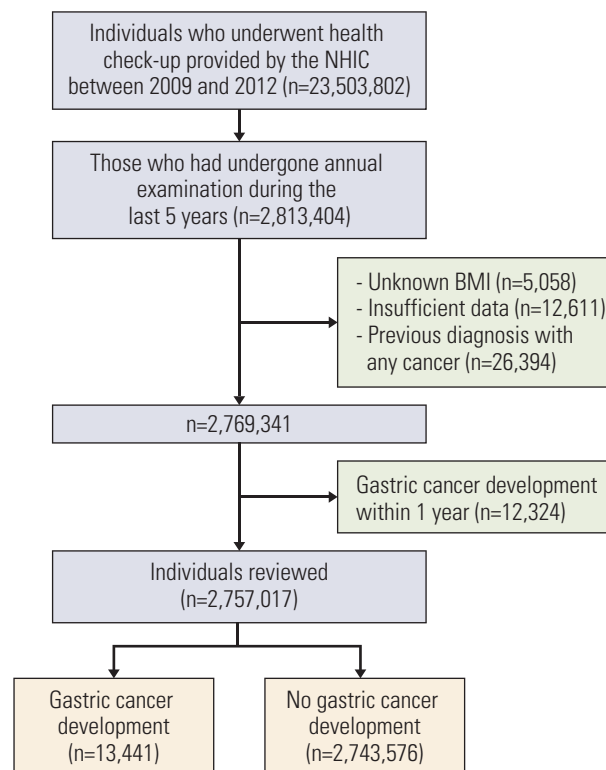 Individuals who underwent health
check-up provided by the NHIC
between 2009 and 2012 (n=23,503,802)
Those who had undergone annual
examination during the
last 5 years (n=2,813,404)
- Unknown BMI (n=5,058)
- Insufficient data (n=12,611)
- Previous diagnosis with
any cancer (n=26,394)
n=2,769,341
Gastric cancer development
within 1 year (n=12,324)
Individuals reviewed
(n=2,757,017)
Gastric cancer
development
(n=13,441)
No gastric cancer
development
(n=2,743,576)